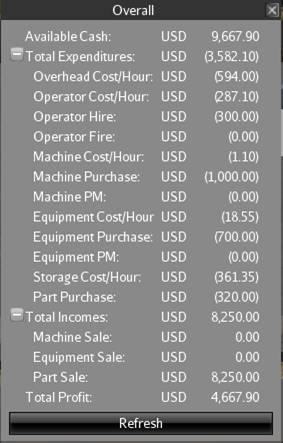 Overall
Available Cash: USD 9,667.90
Total Expenditures: USD (3,582.10)
Overhead Cost/Hour: USD (594.00)
Operator Cost/Hour: USD (287.10)
Operator Hire: USD (300.00)
Operator Fire: USD (0.00)
Machine Cost/Hour: USD (1.10)
Machine Purchase: USD (1,000.00)
Machine PM: USD (0.00)
Equipment Cost/Hour USD (18.55)
Equipment Purchase: USD (700.00)
Equipment PM: USD (0.00)
Storage Cost/Hour: USD (361.35)
Part Purchase: USD (320.00)
Total Incomes: USD 8,250.00
Machine Sale: USD 0.00
Equipment Sale: USD 0.00
Part Sale: USD 8,250.00
Total Profit: USD 4,667.90
Refresh